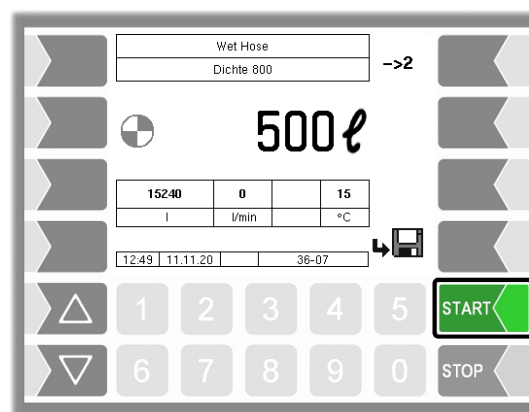 Wet Hose
Dichte 800
->2
500 ℓ
15240 0 15
l l/min °C
12:49 11.11.20 36-07
1 2 3 4 5 START
6 7 8 9 0 STOP